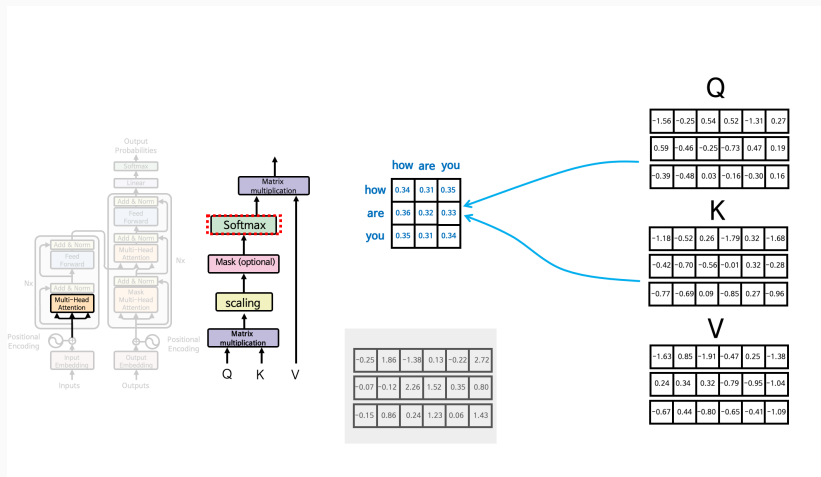 Output
Probabilities
Softmax
Linear
Add & Norm
Feed
Forward
Add & Norm
Multi-Head
Attention
Nx
Add & Norm
Mask
Multi-Head
Attention
Positional
Encoding
Output
Embedding
Outputs
Add & Norm
Feed
Forward
Nx
Add & Norm
Multi-Head
Attention
Positional
Encoding
Input
Embedding
Inputs
Matrix
multiplication
Softmax
Mask (optional)
scaling
Matrix
multiplication
Q K V
how are you
how 0.34 0.31 0.35
are 0.36 0.32 0.33
you 0.35 0.31 0.34
-0.25 1.86 -1.38 0.13 -0.22 2.72
-0.07 -0.12 2.26 1.52 0.35 0.80
-0.15 0.86 0.24 1.23 0.06 1.43
Q
-1.56 -0.25 0.54 0.52 -1.31 0.27
0.59 -0.46 -0.25 -0.73 0.47 0.19
-0.39 -0.48 0.03 -0.16 -0.30 0.16
K
-1.18 -0.52 0.26 -1.79 0.32 -1.68
-0.42 -0.70 -0.56 -0.01 0.32 -0.28
-0.77 -0.69 0.09 -0.85 0.27 -0.96
V
-1.63 0.85 -1.91 -0.47 0.25 -1.38
0.24 0.34 0.32 -0.79 -0.95 -1.04
-0.67 0.44 -0.80 -0.65 -0.41 -1.09